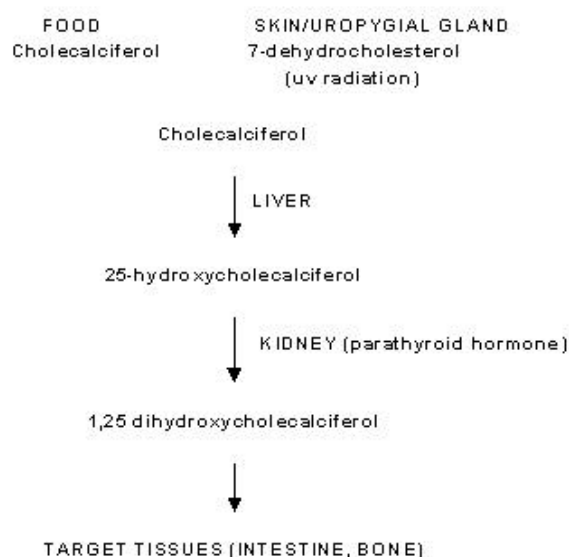 FOOD SKIN/UROPYGIAL GLAND
Cholecalciferol 7-dehydrocholesterol
(uv radiation)
Cholecalciferol
LIVER
25-hydroxycholecalciferol
KIDNEY (parathyroid hormone)
1,25 dihydroxycholecalciferol
TARGET TISSUES (INTESTINE, BONE)